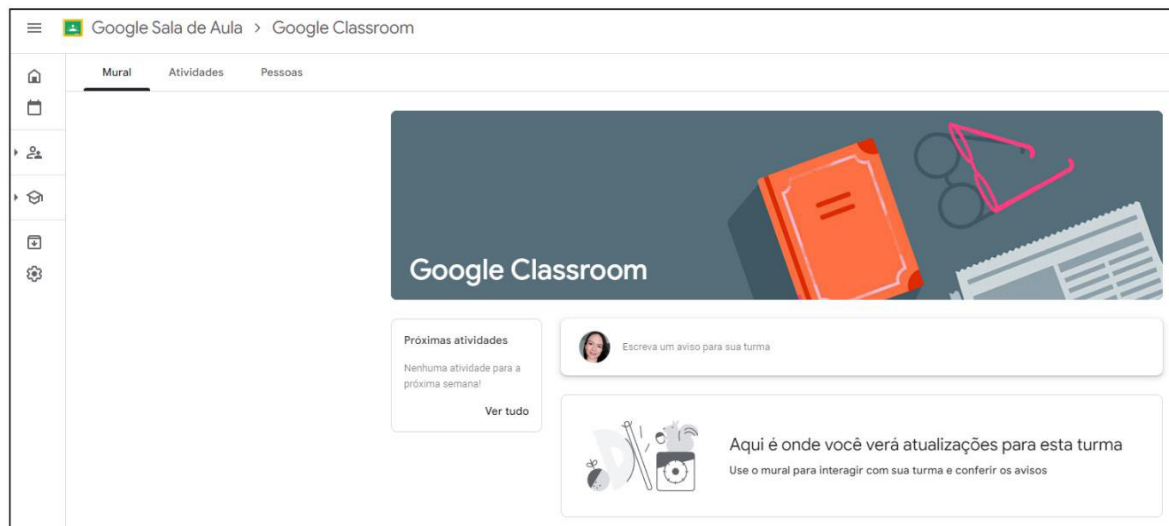 Google Sala de Aula > Google Classroom
Mural Atividades Pessoas
Google Classroom
Próximas atividades
Nenhuma atividade para a
próxima semana!
Ver tudo
Escreva um aviso para sua turma
Aqui é onde você verá atualizações para esta turma
Use o mural para interagir com sua turma e conferir os avisos